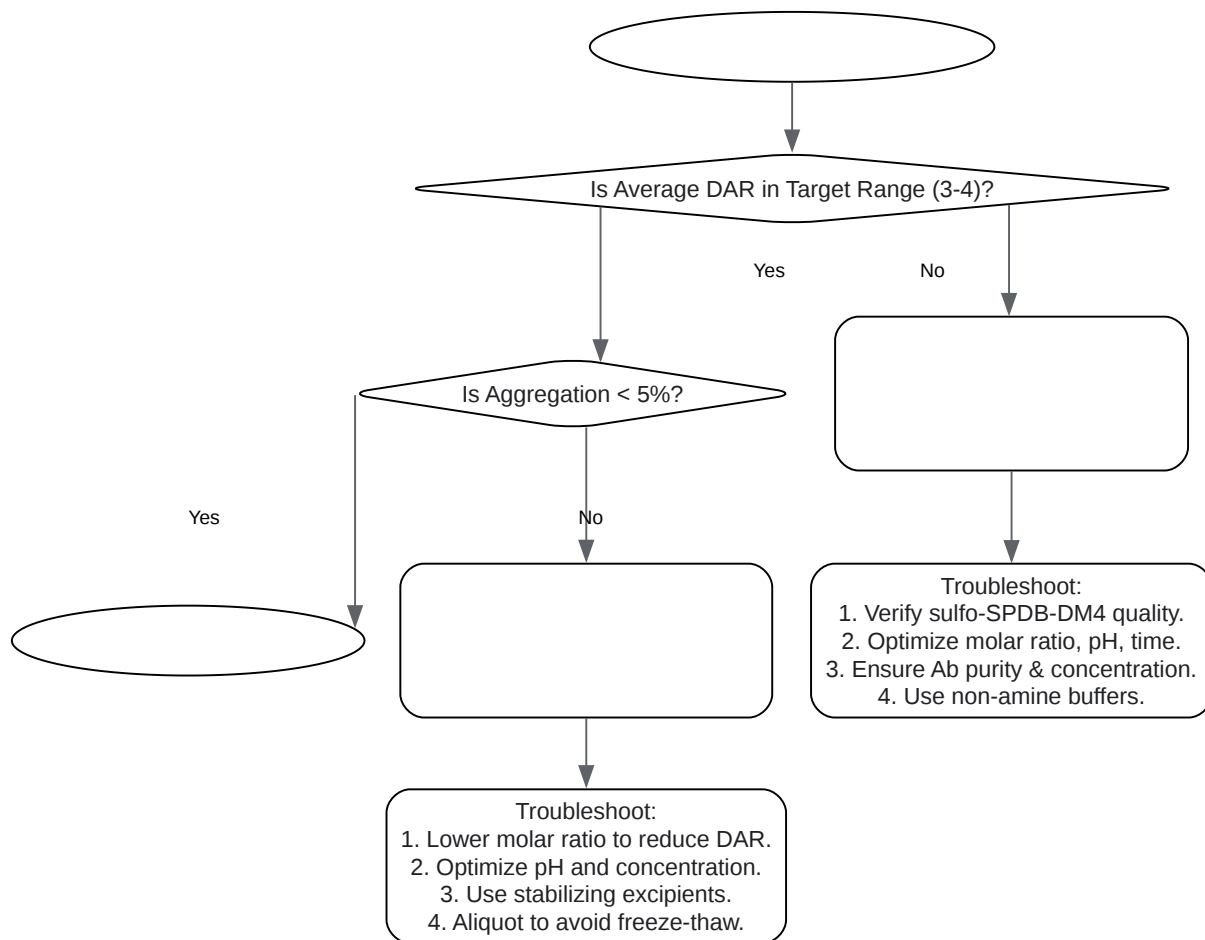 Is Average DAR in Target Range (3-4)?
Yes
No
Is Aggregation < 5%?
Yes
No
Troubleshoot:
1. Verify sulfo-SPDB-DM4 quality.
2. Optimize molar ratio, pH, time.
3. Ensure Ab purity & concentration.
4. Use non-amine buffers.
Troubleshoot:
1. Lower molar ratio to reduce DAR.
2. Optimize pH and concentration.
3. Use stabilizing excipients.
4. Aliquot to avoid freeze-thaw.